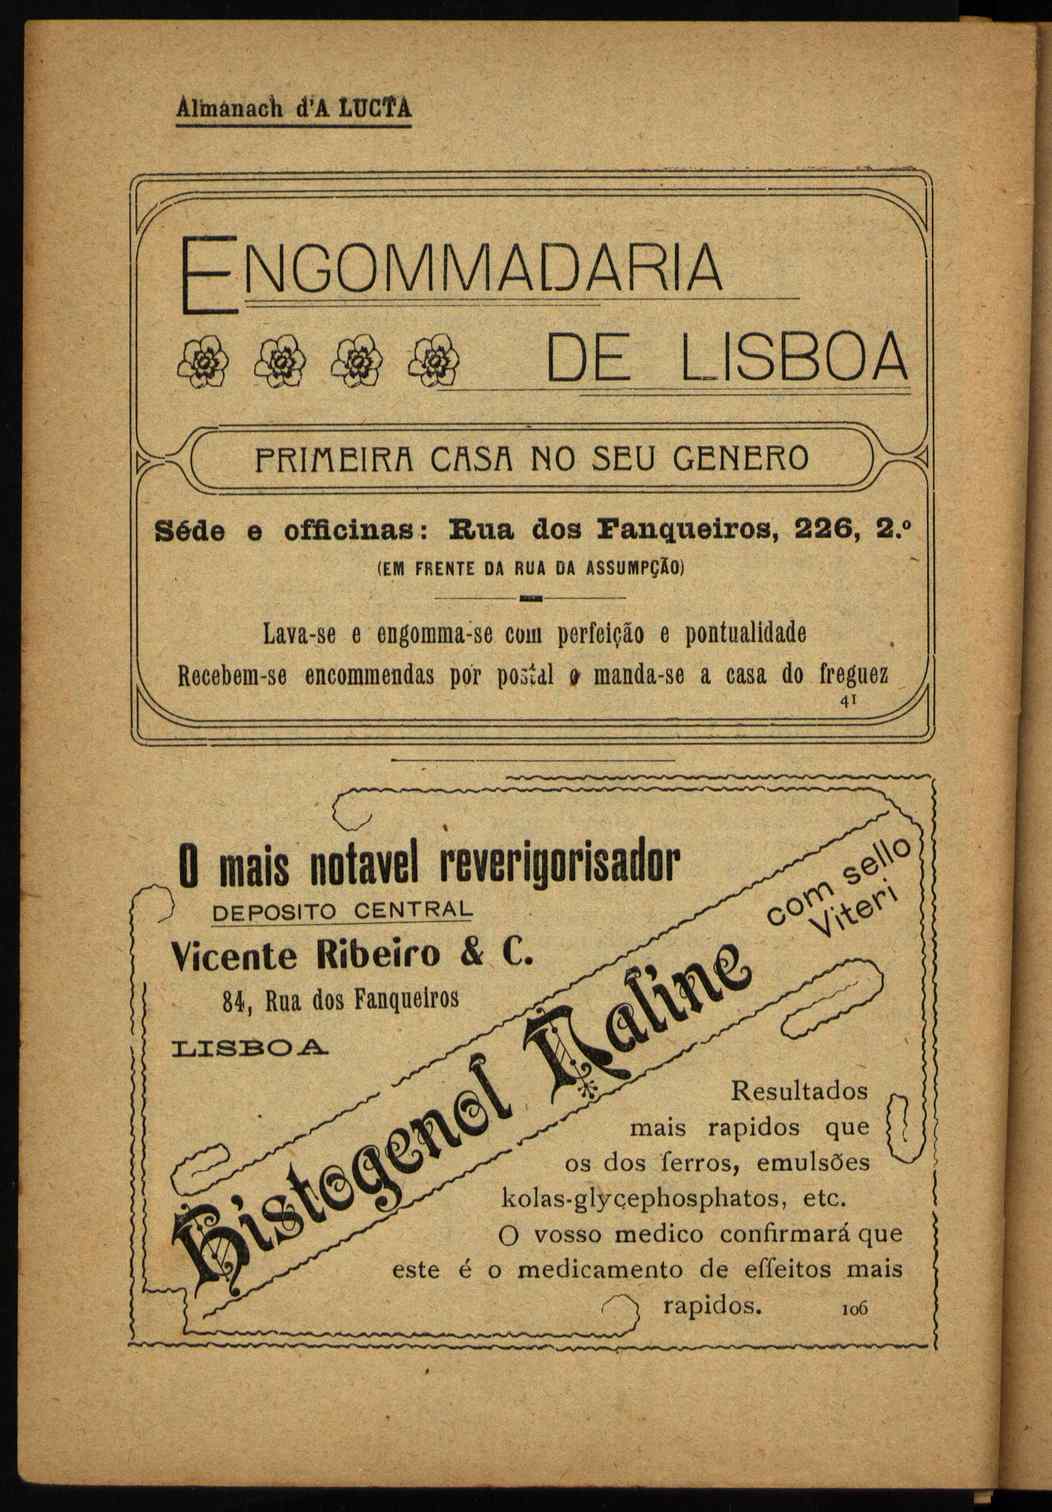 Almanach d'A LUCTA
ENGOMMADARIA
DE LISBOA
PRIMEIRA CASA NO SEU GENERO
Séde e officinas: Rua dos Fanqueiros, 226, 2.º
(EM FRENTE DA RUA DA ASSUMPÇÃO)
Lava-se e engomma-se com perfeição e pontualidade
Recebem-se encommendas por postal e manda-se a casa do freguez
41
O mais notavel reverigorisador
DEPOSITO CENTRAL
Vicente Ribeiro & C.
84, Rua dos Fanqueiros
LISBOA
Histogenol Naline
com sello
Viteri
Resultados
mais rapidos que
os dos ferros, emulsões
kolas-glyçephosphatos, etc.
O vosso medico confirmará que
este é o medicamento de effeitos mais
rapidos.
106